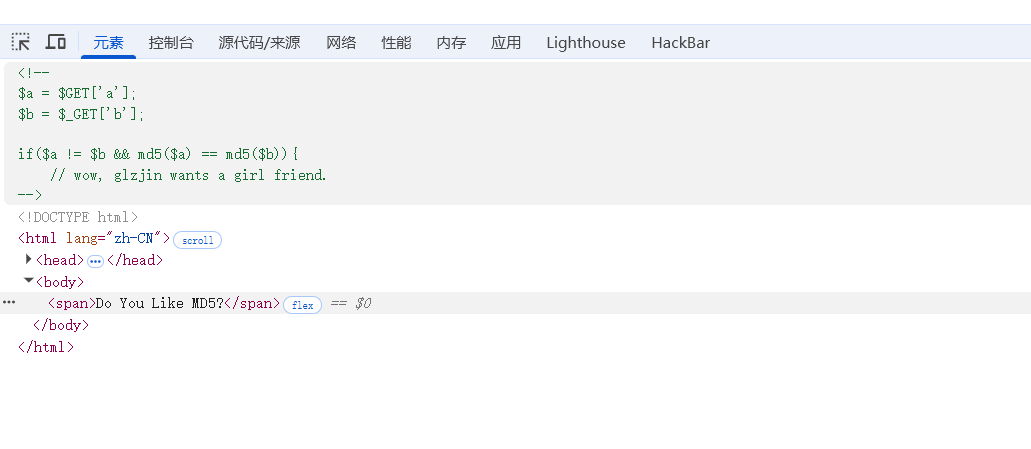 元素 控制台 源代码/来源 网络 性能 内存 应用 Lighthouse HackBar
<!--
$a = $GET['a'];
$b = $_GET['b'];
if($a != $b && md5($a) == md5($b)){
// wow, glzjin wants a girl friend.
-->
<!DOCTYPE html>
<html lang="zh-CN"> scroll
<head> ••• </head>
<body>
••• <span>Do You Like MD5?</span> flex == $0
</body>
</html>